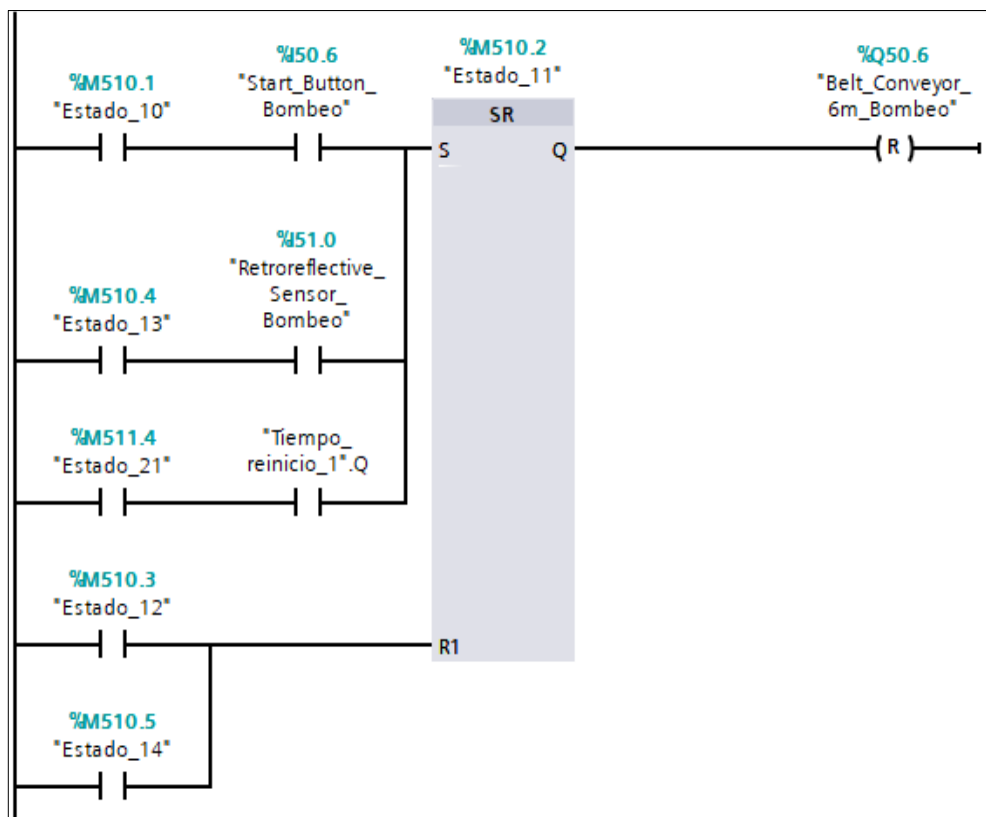 %M510.1
"Estado_10"
%I50.6
"Start_Button_
Bombeo"
%M510.2
"Estado_11"
SR
S
Q
%Q50.6
"Belt_Conveyor_
6m_Bombeo"
R
%M510.4
"Estado_13"
%I51.0
"Retroreflective_
Sensor_
Bombeo"
%M511.4
"Estado_21"
"Tiempo_
reinicio_1".Q
%M510.3
"Estado_12"
R1
%M510.5
"Estado_14"